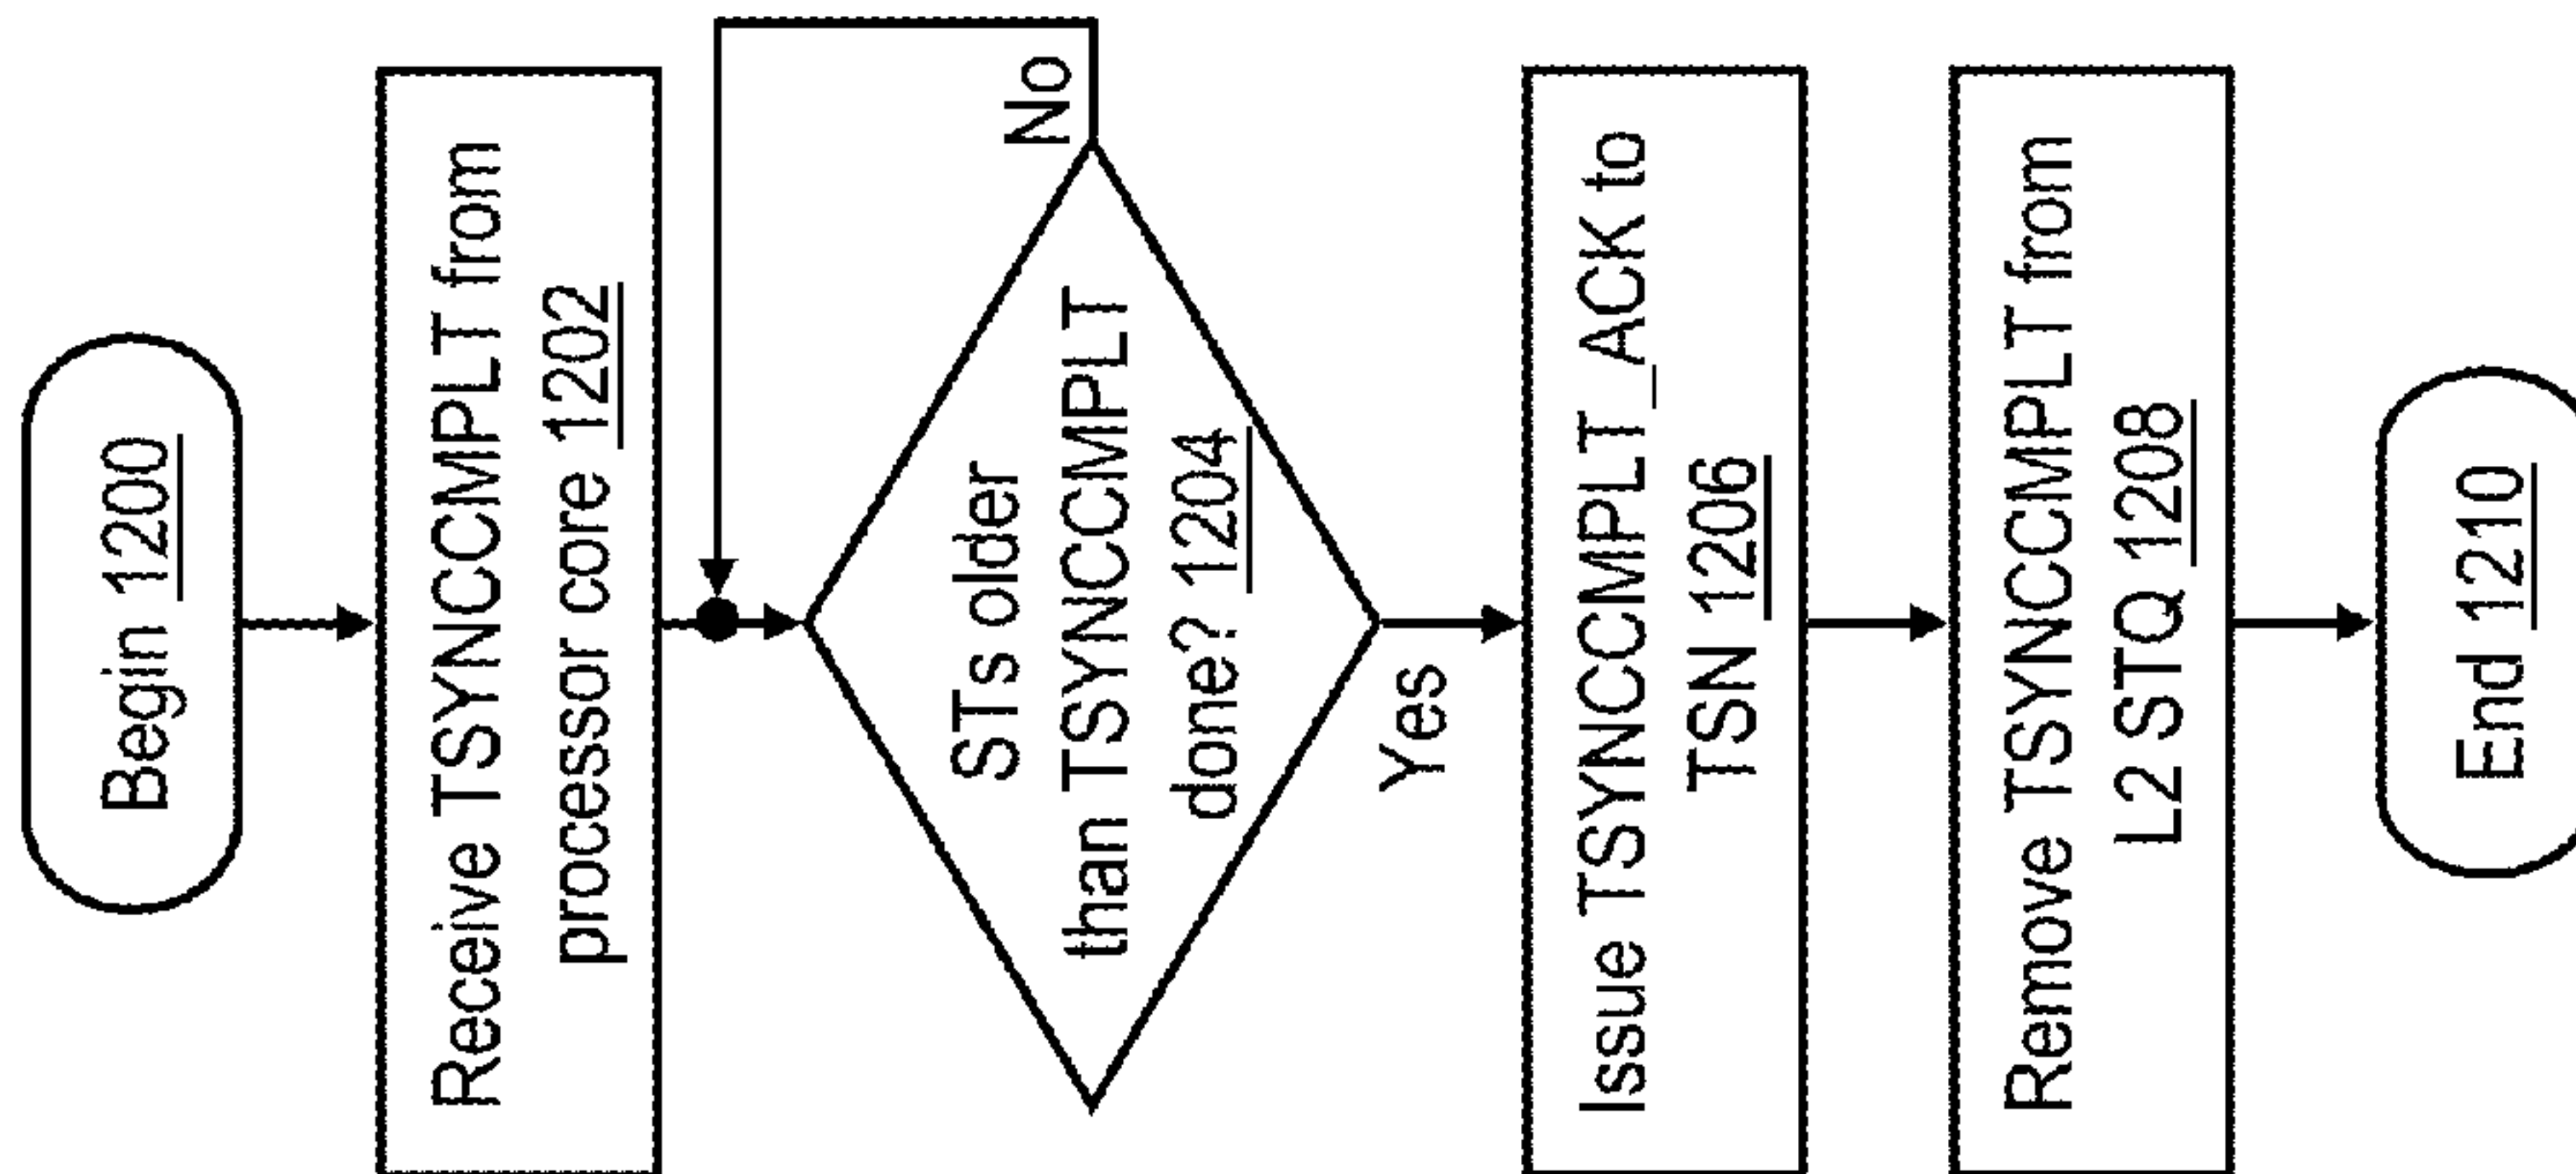 Begin 1200
Receive TSYNCCMPLT from
processor core 1202
No
STs older
than TSYNCCMPLT
done? 1204
Yes
Issue TSYNCCMPLT_ACK to
TSN 1206
Remove TSYNCCMPLT from
L2 STQ 1208
End 1210